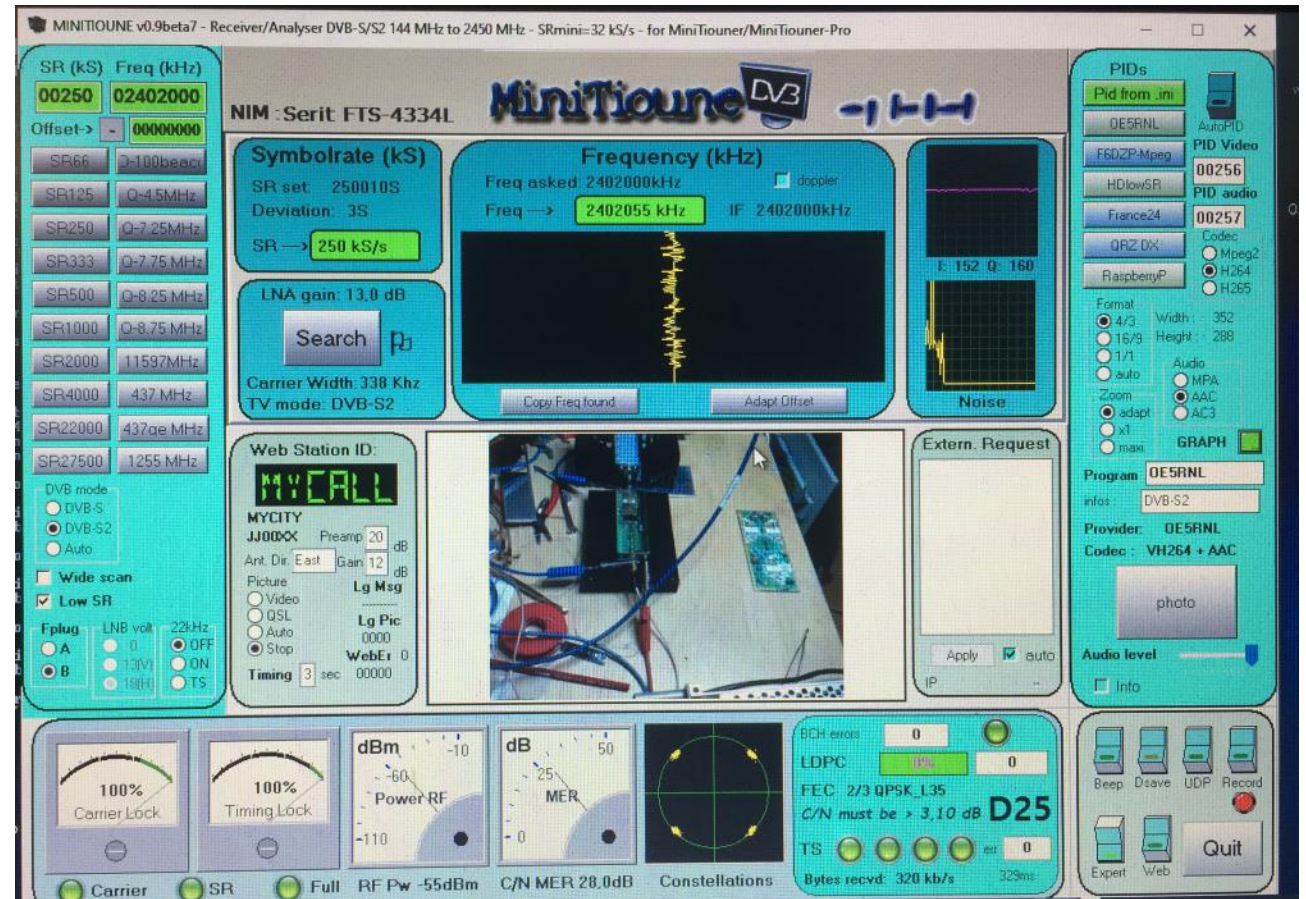 MINITIOUNE v0.9beta7 - Receiver/Analyser DVB-S/S2 144 MHz to 2450 MHz - SRmini=32 kS/s - for MiniTiouner/MiniTiouner-Pro
SR (kS) Freq (kHz)
00250 02402000
Offset-> - 00000000
SR66
SR125 Q-4.5MHz
SR250 Q-7.25MHz
SR333 Q-7.75 MHz
SR500 Q-8.25 MHz
SR1000 Q-8.75 MHz
SR2000 11597MHz
SR4000 437 MHz
SR22000 437qe MHz
SR27500 1255 MHz
DVB mode
DVB-S
DVB-S2
Auto
Wide scan
Low SR
Fplug LNB volt 22kHz
A 0 OFF
B 13(V) ON
18(H) TS
NIM : Serit FTS-4334L
MiniTioune DVB
Symbolrate (kS)
SR set: 250010S
Deviation: 3S
SR —> 250 kS/s
LNA gain: 13,0 dB
Search
Carrier Width: 338 Khz
TV mode: DVB-S2
Frequency (kHz)
Freq asked: 2402000kHz doppler
Freq —> 2402055 kHz IF 2402000kHz
Copy Freq found Adapt Offset
I: 152 Q: 160
Noise
Web Station ID:
MYCALL
MYCITY
JJ00XX Preamp 20 dB
Ant. Dir. East Gain 12 dB
Picture Lg Msg
Video ----------
QSL Lg Pic
Auto 0000
Stop WebEr 0
Timing 3 sec 00000
Extern. Request
Apply auto
IP --
PIDs
Pid from .ini
OE5RNL AutoPID
F6DZP-Mpeg PID Video
00256
HDlowSR PID audio
France24 00257
QRZ DX Codec
Mpeg2
RaspberryP H264
H265
Format
4/3 Width : 352
16/9 Height : 288
1/1
auto Audio
MPA
Zoom AAC
adapt AC3
x1
maxi GRAPH
Program OE5RNL
infos : DVB-S2
Provider: OE5RNL
Codec : VH264 + AAC
photo
Audio level
Info
100%
Carrier Lock
100%
Timing Lock
dBm -10
-60
Power RF
-110
dB 50
25
MER
0
Carrier SR Full RF Pw -55dBm C/N MER 28,0dB Constellations
BCH errors 0
LDPC 0% 0
FEC 2/3 QPSK_L35
C/N must be > 3,10 dB D25
TS err 0
Bytes recvd: 320 kb/s 329ms
Beep Dsave UDP Record
Expert Web Quit